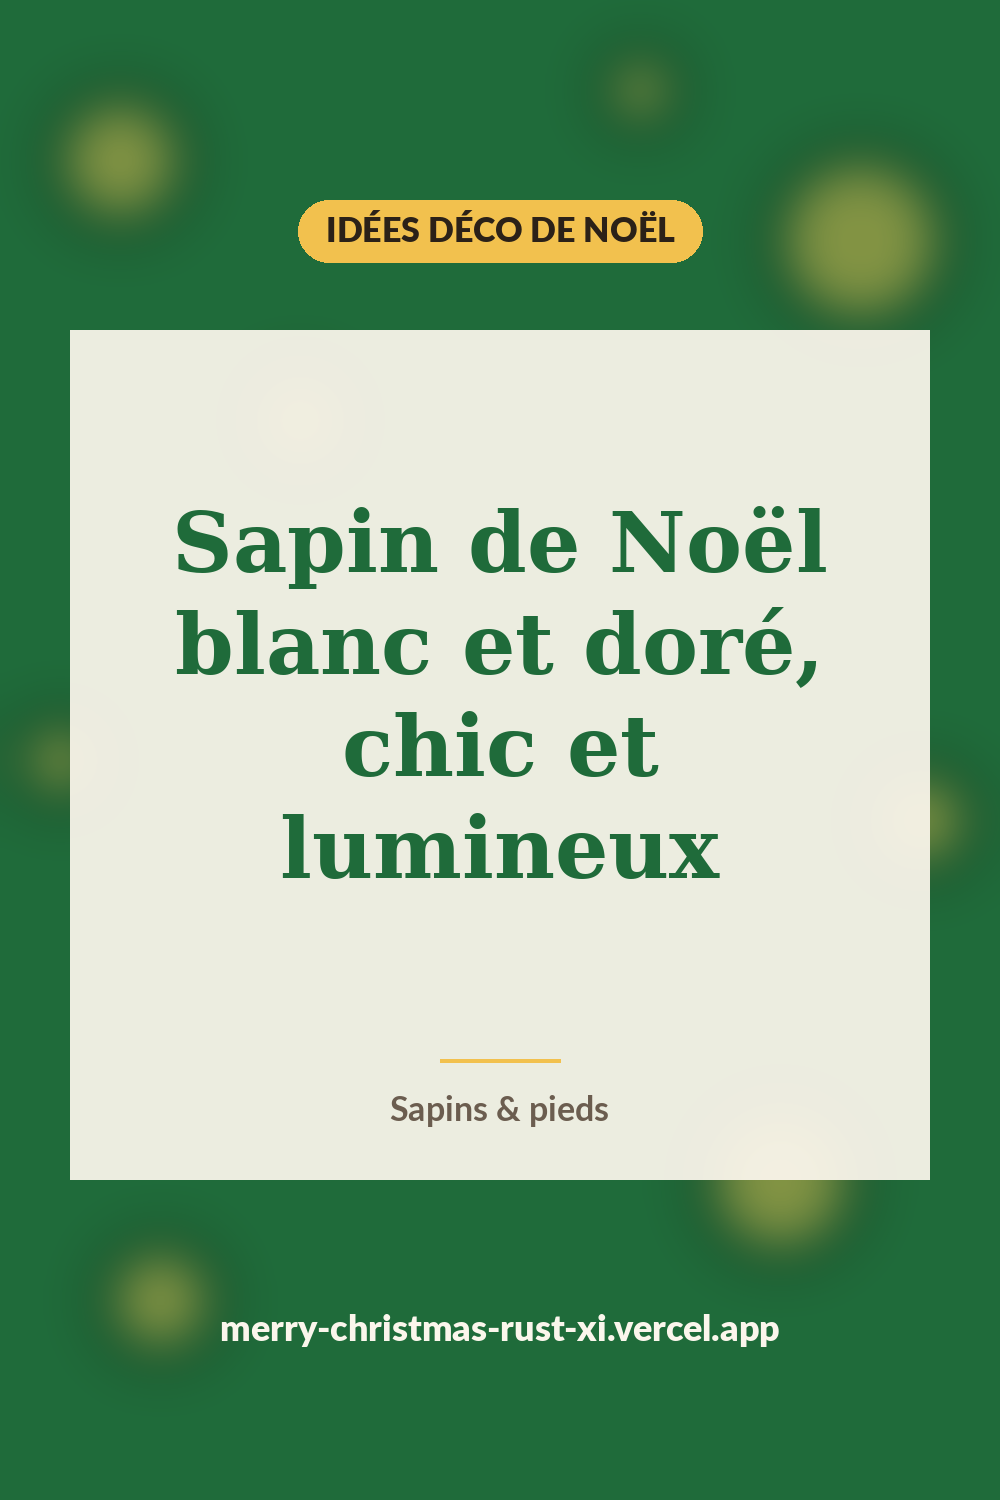 IDÉES DÉCO DE NOËL
Sapin de Noël
blanc et doré,
chic et
lumineux
Sapins & pieds
merry-christmas-rust-xi.vercel.app